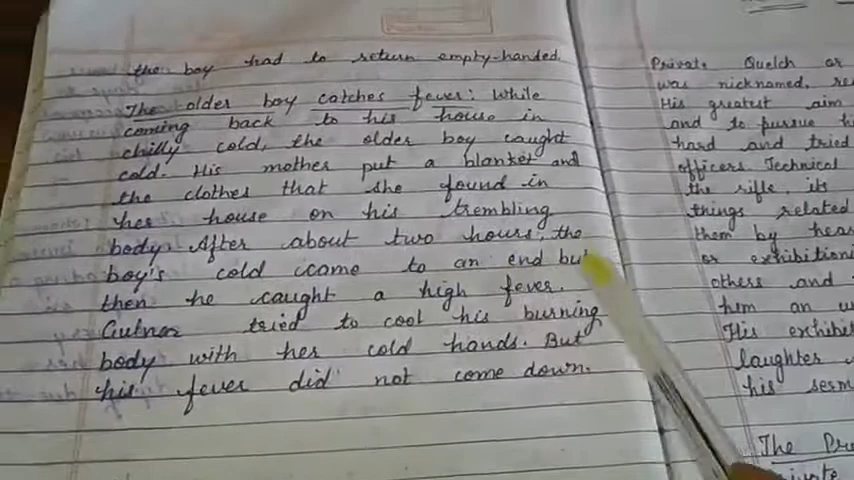 the boy had to return empty-handed.
The older boy catches fever: While
coming back to his house in
chilly cold, the older boy caught
cold. His mother put a blanket and
the clothes that she found in
her house on his trembling
body. After about two hours, the
boy's cold came to an end but
then he caught a high fever.
Gulnar tried to cool his burning
body with her cold hands. But
his fever did not come down.
Private Quelch or
was nicknamed,
His greatest aim
and to pursue
hard and tried
officers. Technical
the rifle, its
things related
them by
or exhibition
others and
him an
His
laughter
his
The